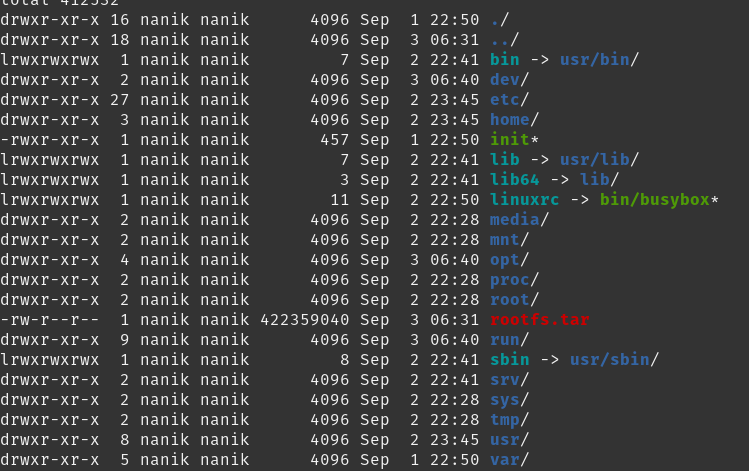 total 412532
drwxr-xr-x 16 nanik nanik      4096 Sep  1 22:50 ./
drwxr-xr-x 18 nanik nanik      4096 Sep  3 06:31 ../
lrwxrwxrwx  1 nanik nanik         7 Sep  2 22:41 bin -> usr/bin/
drwxr-xr-x  2 nanik nanik      4096 Sep  3 06:40 dev/
drwxr-xr-x 27 nanik nanik      4096 Sep  2 23:45 etc/
drwxr-xr-x  3 nanik nanik      4096 Sep  2 23:45 home/
-rwxr-xr-x  1 nanik nanik       457 Sep  1 22:50 init*
lrwxrwxrwx  1 nanik nanik         7 Sep  2 22:41 lib -> usr/lib/
lrwxrwxrwx  1 nanik nanik         3 Sep  2 22:41 lib64 -> lib/
lrwxrwxrwx  1 nanik nanik        11 Sep  2 22:50 linuxrc -> bin/busybox*
drwxr-xr-x  2 nanik nanik      4096 Sep  2 22:28 media/
drwxr-xr-x  2 nanik nanik      4096 Sep  2 22:28 mnt/
drwxr-xr-x  4 nanik nanik      4096 Sep  3 06:40 opt/
drwxr-xr-x  2 nanik nanik      4096 Sep  2 22:28 proc/
drwxr-xr-x  2 nanik nanik      4096 Sep  2 22:28 root/
-rw-r--r--  1 nanik nanik 422359040 Sep  3 06:31 rootfs.tar
drwxr-xr-x  9 nanik nanik      4096 Sep  3 06:40 run/
lrwxrwxrwx  1 nanik nanik         8 Sep  2 22:41 sbin -> usr/sbin/
drwxr-xr-x  2 nanik nanik      4096 Sep  2 22:41 srv/
drwxr-xr-x  2 nanik nanik      4096 Sep  2 22:28 sys/
drwxr-xr-x  2 nanik nanik      4096 Sep  2 22:28 tmp/
drwxr-xr-x  8 nanik nanik      4096 Sep  2 23:45 usr/
drwxr-xr-x  5 nanik nanik      4096 Sep  1 22:50 var/